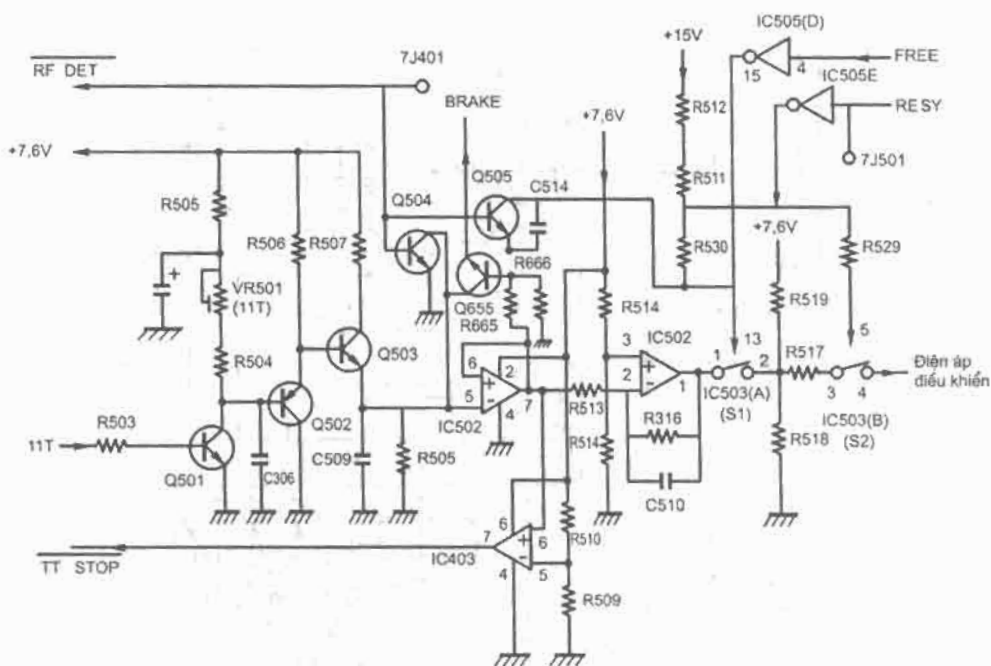 IC505(D)
+15V
15
4
FREE
RF DET
7J401
IC505E
BRAKE
R512
RESY
+7,6V
+7,6V
Q505
C514
7J501
R505
Q504
R511
+7,6V
R506
R507
R530
R529
+
VR501
(11T)
R666
R519
Q655
R665
R514
IC502
13
5
R504
Q503
3
1
2
R517
Điện áp
điều khiển
6
+
2
2
+
-
1
IC503(A)
(S1)
3
4
Q502
5
-
4
7
R513
IC503(B)
(S2)
IC502
R316
R518
11T
R503
C509
R505
R514
Q501
C306
C510
6
7
+
6
R510
IC403
-
TT STOP
4
5
R509